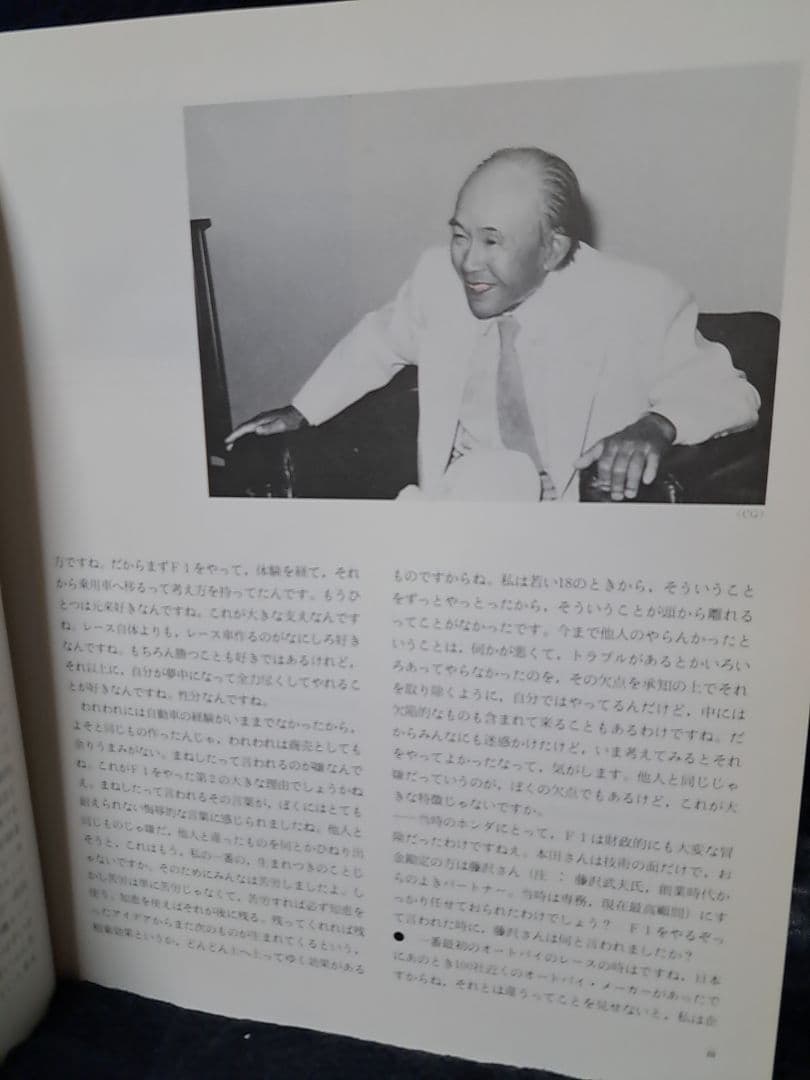 (CG)
方ですね。だからまずF1をやって，体験を経て，それ
から乗用車へ移るって考え方を持ってたんです。もうひ
とつは元来好きなんですね。これが大きな支えなんです
ね。レース自体よりも，レース車作るのがなにしろ好き
なんですね。もちろん勝つことも好きではあるけれど，
それ以上に，自分が夢中になって全力尽くしてやれるこ
とが好きなんですね。性分なんですね。
われわれには自動車の経験がいままでなかったから，
よそと同じもの作ったんじゃ，われわれは商売としても
余りうまみがない。まねしたって言われるのが嫌なんで
ね。これがF1をやった第2の大きな理由でしょうかね
え。まねしたって言われるその言葉が，ぼくにはとても
耐えられない侮辱的な言葉に感じられましたね。他人と
同じものじゃ嫌だ，他人と違ったものを何とかひねり出
そうと，これはもう，私の一番の，生まれつきのことじ
ゃないですか。そのためにみんなは苦労しましたよ。し
かし苦労は単に苦労じゃなくて，苦労すれば必ず知恵を
使う。知恵を使えばそれが後に残る。残ってくれれば残
ったアイデアからまた次のものが生まれてくるという，
相乗効果というか，どんどん上へ上ってゆく効果がある
ものですからね。私は若い18のときから，そういうこと
をずっとやっとったから，そういうことが頭から離れる
ってことがなかったです。今まで他人のやらんかったと
いうことは，何かが悪くて，トラブルがあるとかいろい
ろあってやらなかったのを，その欠点を承知の上でそれ
を取り除くように，自分ではやってるんだけど，中には
欠陥的なものも含まれて来ることもあるわけですね。だ
からみんなにも迷惑かけたけど，いま考えてみるとそれ
をやってよかったなって，気がします。他人と同じじゃ
嫌だっていうのが，ぼくの欠点でもあるけど，これが大
きな特徴じゃないですか。
——当時のホンダにとって，F1は財政的にも大変な冒
険だったわけですねえ。本田さんは技術の面だけで，お
金勘定の方は藤沢さん（注：藤沢武夫氏，創業時代か
らのよきパートナー。当時は専務，現在最高顧問）にす
っかり任せておられたわけでしょう？　F1をやるぞっ
て言われた時に，藤沢さんは何と言われましたか？
● 一番最初のオートバイのレースの時はですね，日本
にあのとき100社近くのオートバイ・メーカーがあったで
すからね，それとは違うってことを見せないと，私は企